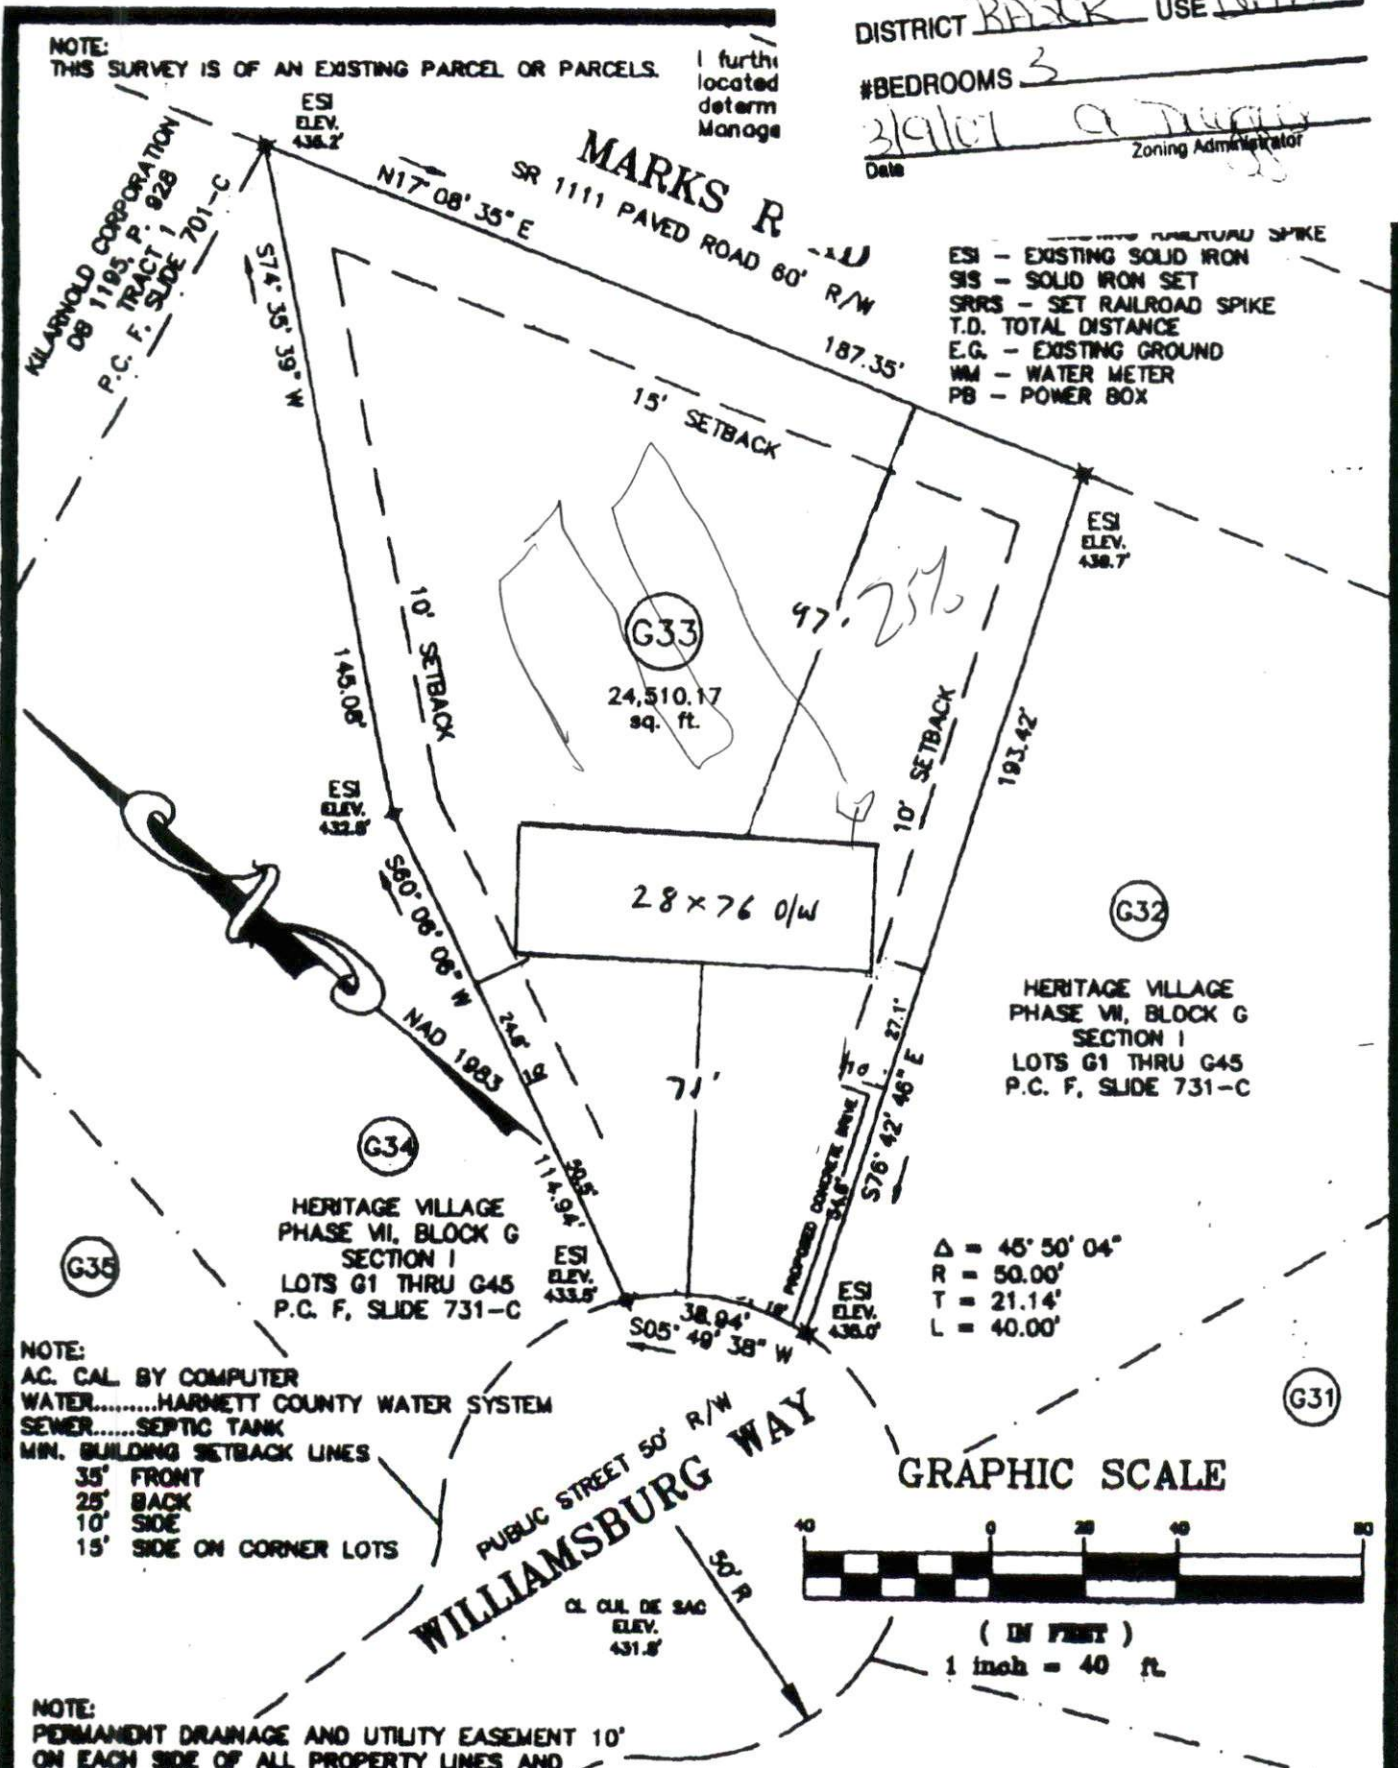 NOTE:
THIS SURVEY IS OF AN EXISTING PARCEL OR PARCELS.
I furthe
located
determ
Manage
DISTRICT USE
#BEDROOMS 3
3/9/07
Date
Zoning Administrator
RAILROAD SPIKE
ESI - EXISTING SOLID IRON
SIS - SOLID IRON SET
SRRS - SET RAILROAD SPIKE
T.D. TOTAL DISTANCE
E.G. - EXISTING GROUND
WM - WATER METER
PB - POWER BOX
ESI
ELEV.
436.2'
KILARNOLD CORPORATION
DB 1195, P. 928
TRACT 1
P.C. F, SLIDE 701-C
N17° 08' 35" E
MARKS R
SR 1111 PAVED ROAD 60' R/W
187.35'
S74° 35' 39" W
15' SETBACK
ESI
ELEV.
10' SETBACK
G33
24,510.17
sq. ft.
97'
25%
145.08'
10' SETBACK
193.42'
ESI
ELEV.
S60° 06' 06" W
28 x 76 D/W
G32
HERITAGE VILLAGE
PHASE VII, BLOCK G
SECTION I
LOTS G1 THRU G45
P.C. F, SLIDE 731-C
NAD 1983
10
71'
10
27.1'
S76° 42' 46" E
PROPOSED CONCRETE DRIVE
G34
HERITAGE VILLAGE
PHASE VII, BLOCK G
SECTION I
LOTS G1 THRU G45
P.C. F, SLIDE 731-C
G35
114.94'
ESI
ELEV.
433.5'
38.94'
S05° 49' 38" W
ESI
ELEV.
Δ = 45° 50' 04"
R = 50.00'
T = 21.14'
L = 40.00'
G31
NOTE:
AC. CAL. BY COMPUTER
WATER.........HARNETT COUNTY WATER SYSTEM
SEWER......SEPTIC TANK
MIN. BUILDING SETBACK LINES
35' FRONT
25' BACK
10' SIDE
15' SIDE ON CORNER LOTS
PUBLIC STREET 50' R/W
WILLIAMSBURG WAY
50' R
CL CUL DE SAC
ELEV.
431.8'
GRAPHIC SCALE
40 0 20 40 80
( IN FEET )
1 inch = 40 ft.
NOTE:
PERMANENT DRAINAGE AND UTILITY EASEMENT 10'
ON EACH SIDE OF ALL PROPERTY LINES AND